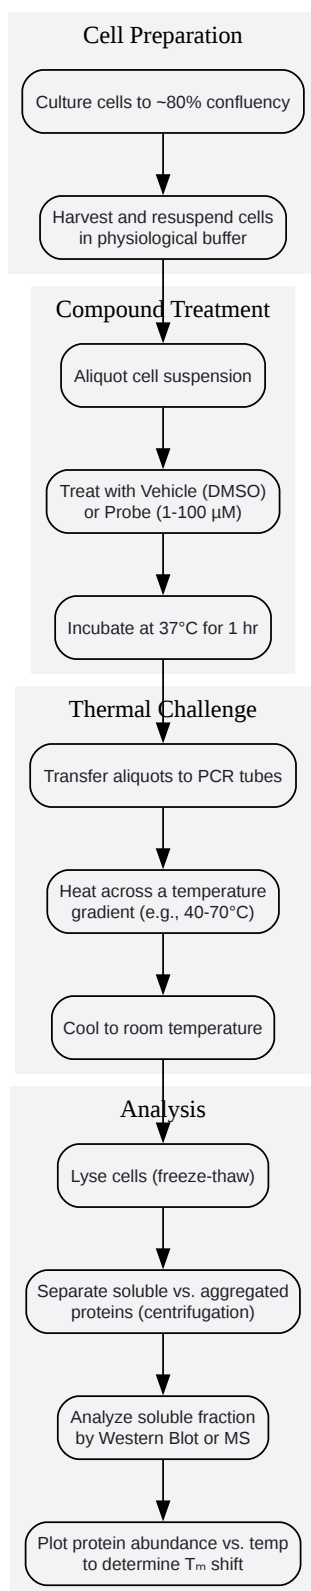 Cell Preparation
Culture cells to ~80% confluency
Harvest and resuspend cells
in physiological buffer
Compound Treatment
Aliquot cell suspension
Treat with Vehicle (DMSO)
or Probe (1-100 µM)
Incubate at 37°C for 1 hr
Thermal Challenge
Transfer aliquots to PCR tubes
Heat across a temperature
gradient (e.g., 40-70°C)
Cool to room temperature
Analysis
Lyse cells (freeze-thaw)
Separate soluble vs. aggregated
proteins (centrifugation)
Analyze soluble fraction
by Western Blot or MS
Plot protein abundance vs. temp
to determine Tₘ shift